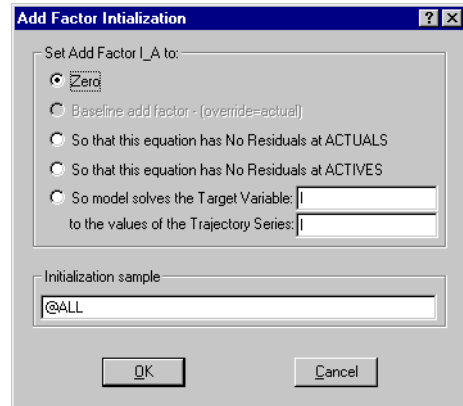 Add Factor Intialization
Set Add Factor I_A to:
Zero
Baseline add factor - (override=actual)
So that this equation has No Residuals at ACTUALS
So that this equation has No Residuals at ACTIVES
So model solves the Target Variable: I
to the values of the Trajectory Series: I
Initialization sample
@ALL
OK Cancel